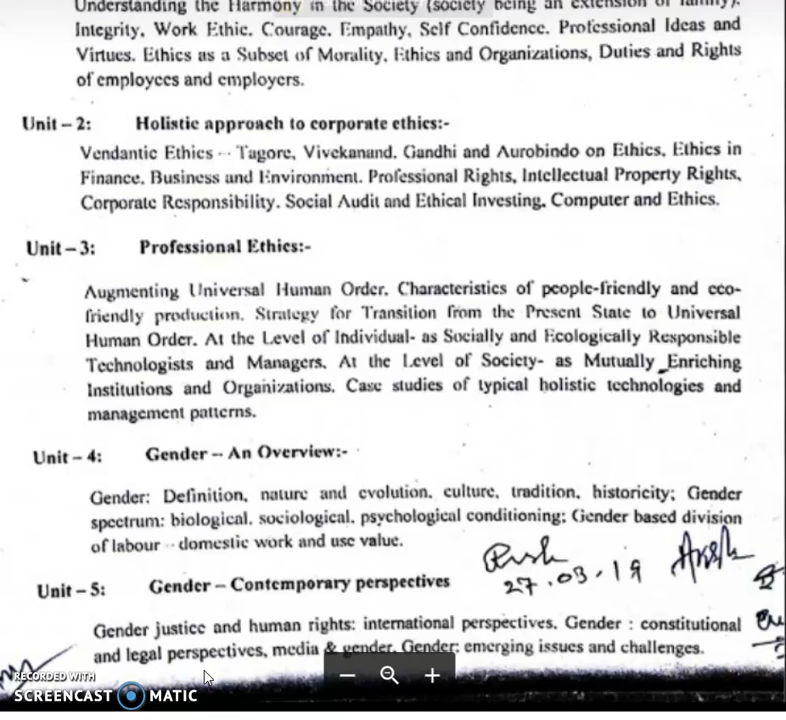 Understanding the Harmony in the Society (society being an extension of family).
Integrity, Work Ethic, Courage, Empathy, Self Confidence. Professional Ideas and
Virtues. Ethics as a Subset of Morality, Ethics and Organizations, Duties and Rights
of employees and employers.
Unit – 2: Holistic approach to corporate ethics:-
Vendantic Ethics -- Tagore, Vivekanand, Gandhi and Aurobindo on Ethics, Ethics in
Finance, Business and Environment. Professional Rights, Intellectual Property Rights,
Corporate Responsibility. Social Audit and Ethical Investing, Computer and Ethics.
Unit – 3: Professional Ethics:-
Augmenting Universal Human Order. Characteristics of people-friendly and eco-
friendly production. Strategy for Transition from the Present State to Universal
Human Order. At the Level of Individual- as Socially and Ecologically Responsible
Technologists and Managers. At the Level of Society- as Mutually Enriching
Institutions and Organizations. Case studies of typical holistic technologies and
management patterns.
Unit – 4: Gender – An Overview:-
Gender: Definition, nature and evolution, culture, tradition, historicity; Gender
spectrum: biological, sociological, psychological conditioning; Gender based division
of labour -- domestic work and use value.
27.03.19
Unit – 5: Gender – Contemporary perspectives
Gender justice and human rights: international perspectives, Gender : constitutional
and legal perspectives, media & gender, Gender: emerging issues and challenges.
RECORDED WITH
SCREENCAST MATIC